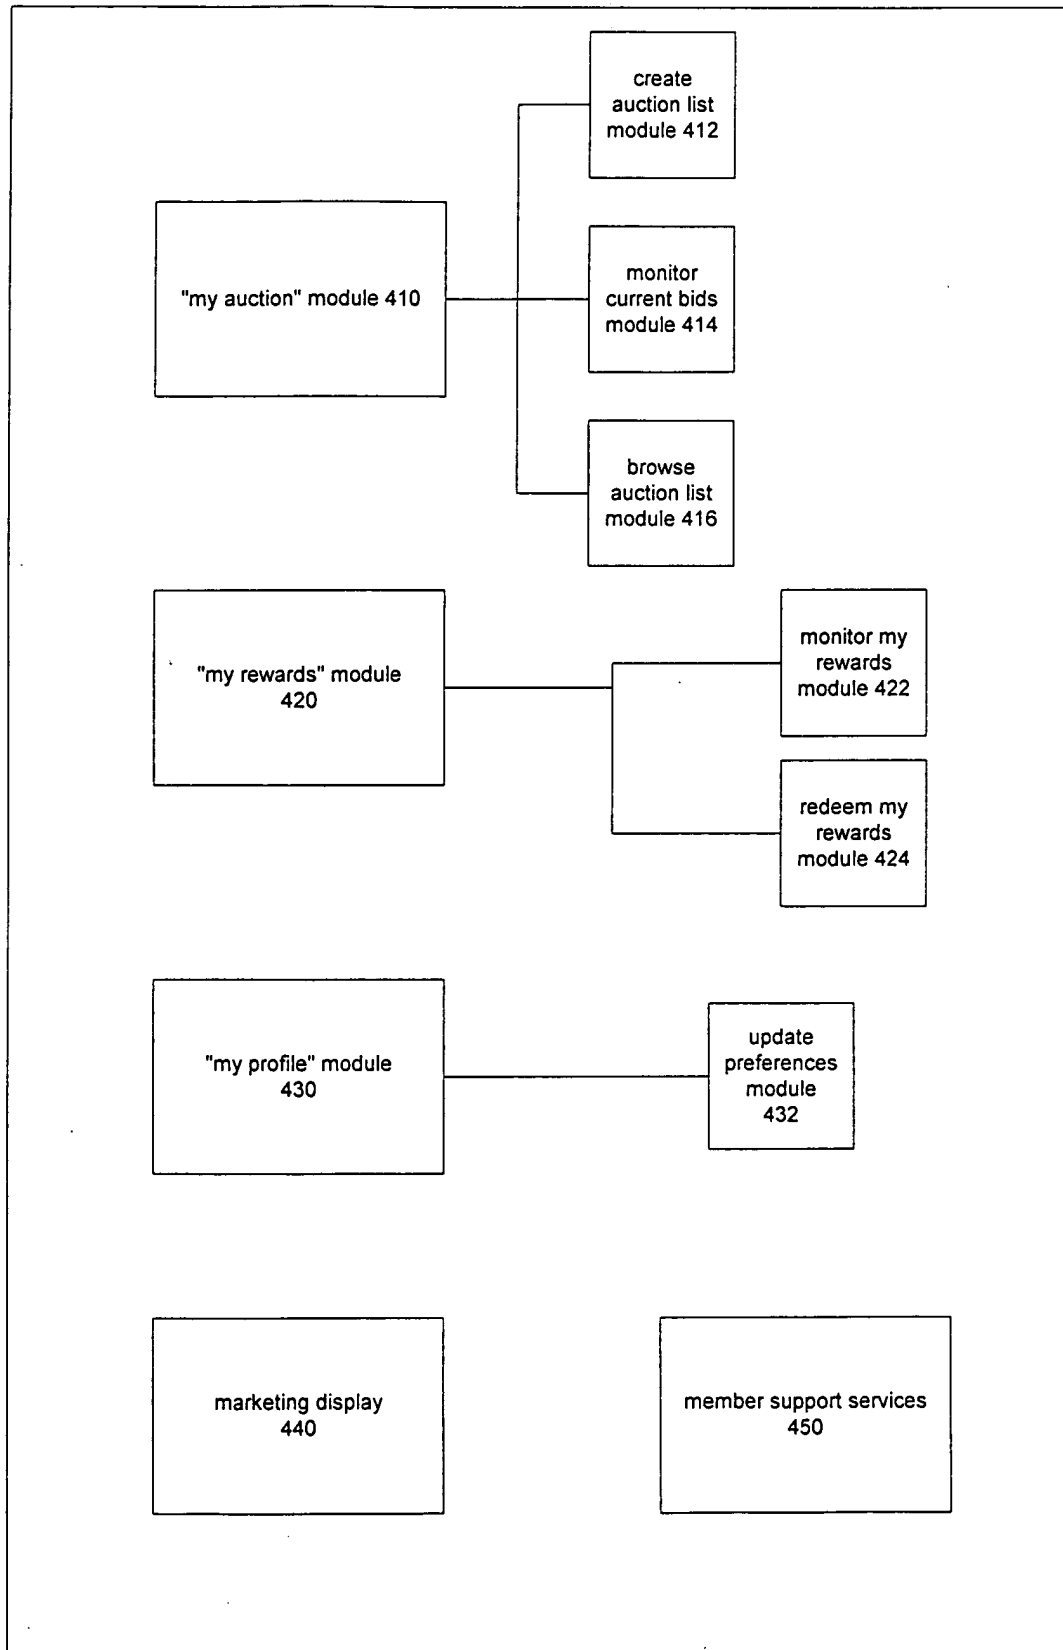 create
auction list
module 412
"my auction" module 410
monitor
current bids
module 414
browse
auction list
module 416
"my rewards" module
420
monitor my
rewards
module 422
redeem my
rewards
module 424
"my profile" module
430
update
preferences
module
432
marketing display
440
member support services
450